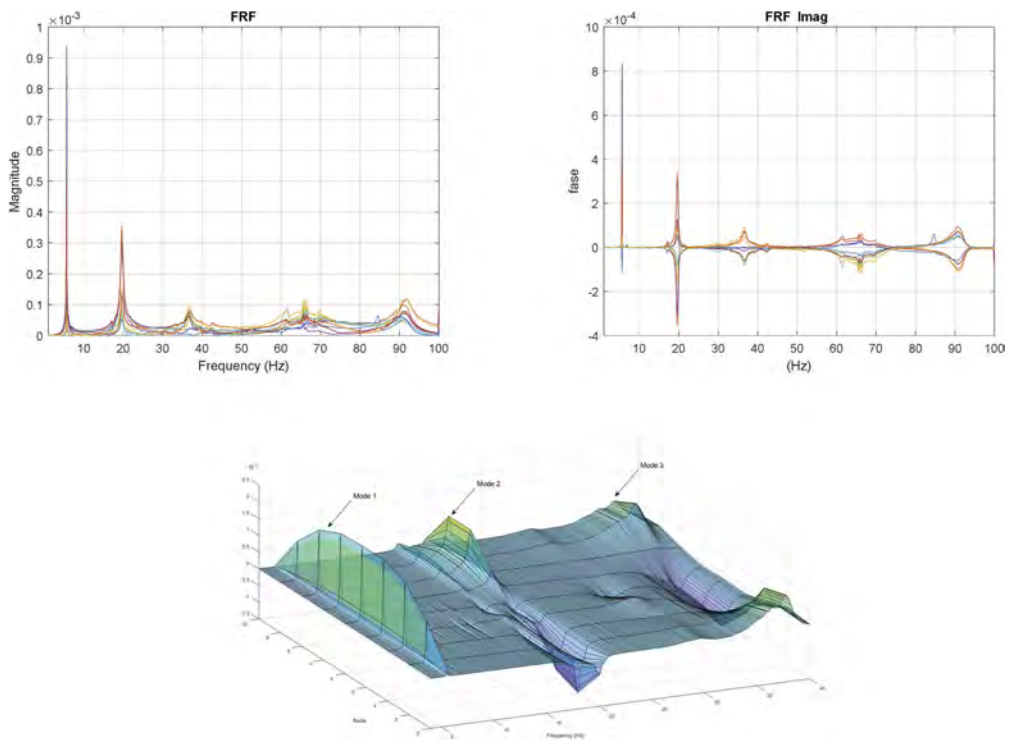 FRF
×10⁻³
1
0.9
0.8
0.7
0.6
0.5
0.4
0.3
0.2
0.1
0
Magnitude
10 20 30 40 50 60 70 80 90 100
Frequency (Hz)
FRF Imag
×10⁻⁴
10
8
6
4
2
0
-2
-4
fase
10 20 30 40 50 60 70 80 90 100
(Hz)
Mode 1
Mode 2
Mode 3
Node
Frequency (Hz)